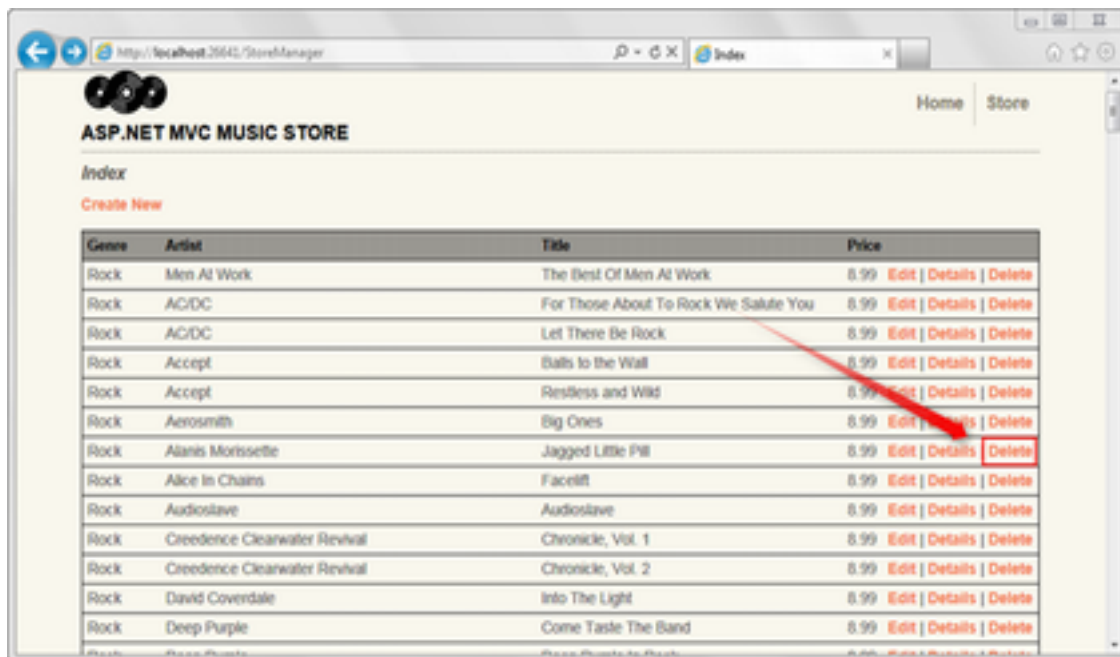 http://localhost:26641/StoreManager
Index
Home
Store
ASP.NET MVC MUSIC STORE
Index
Create New
Genre Artist Title Price
Rock Men At Work The Best Of Men At Work 8.99 Edit | Details | Delete
Rock AC/DC For Those About To Rock We Salute You 8.99 Edit | Details | Delete
Rock AC/DC Let There Be Rock 8.99 Edit | Details | Delete
Rock Accept Balls to the Wall 8.99 Edit | Details | Delete
Rock Accept Restless and Wild 8.99 Edit | Details | Delete
Rock Aerosmith Big Ones 8.99 Edit | Details | Delete
Rock Alanis Morissette Jagged Little Pill 8.99 Edit | Details | Delete
Rock Alice In Chains Facelift 8.99 Edit | Details | Delete
Rock Audioslave Audioslave 8.99 Edit | Details | Delete
Rock Creedence Clearwater Revival Chronicle, Vol. 1 8.99 Edit | Details | Delete
Rock Creedence Clearwater Revival Chronicle, Vol. 2 8.99 Edit | Details | Delete
Rock David Coverdale Into The Light 8.99 Edit | Details | Delete
Rock Deep Purple Come Taste The Band 8.99 Edit | Details | Delete